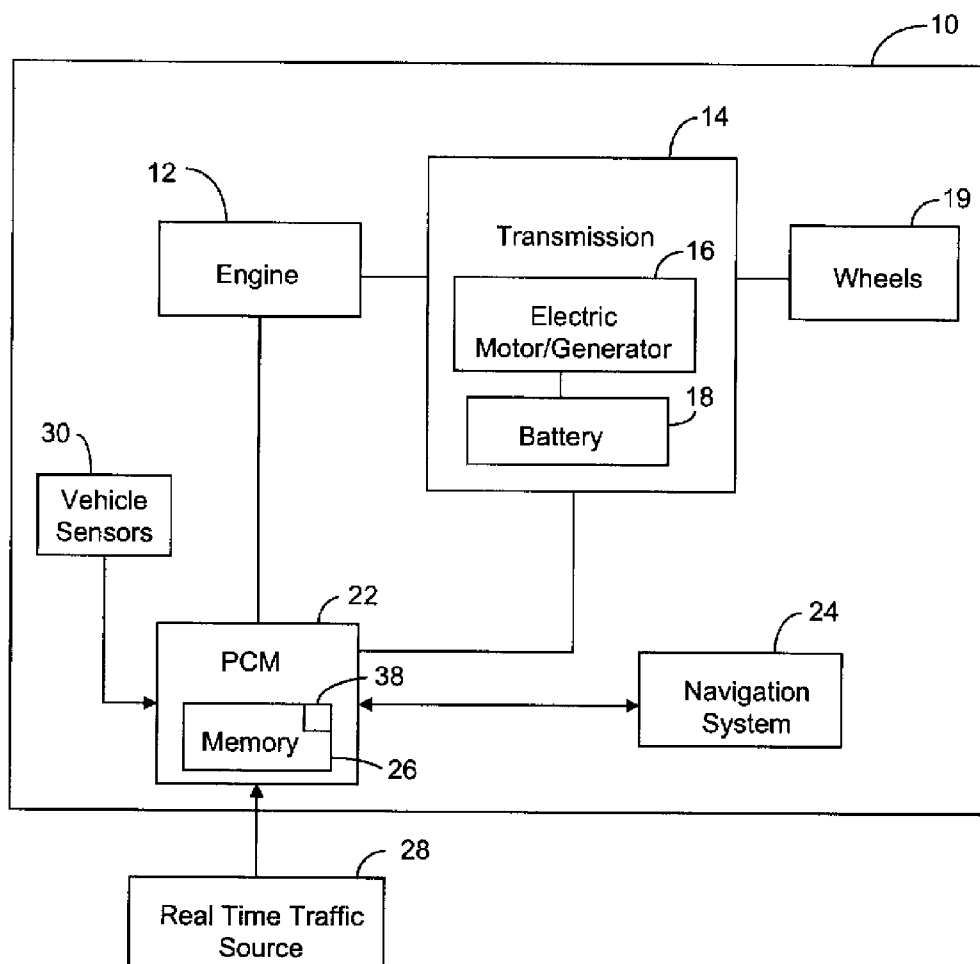 10
14
12
19
Transmission
16
Engine
Wheels
Electric
Motor/Generator
18
Battery
30
Vehicle
Sensors
22
24
PCM
38
Navigation
System
Memory
26
28
Real Time Traffic
Source